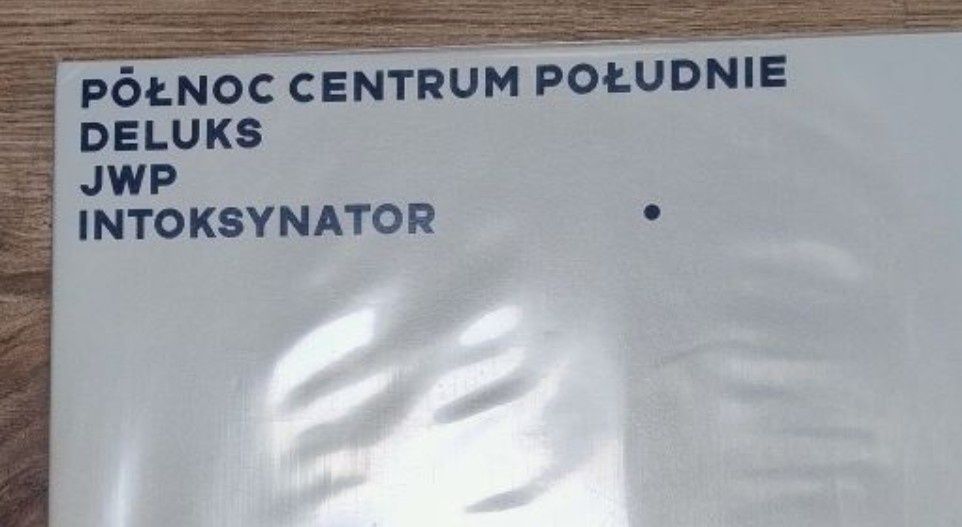 PÓŁNOC CENTRUM POŁUDNIE
DELUKS
JWP
INTOKSYNATOR